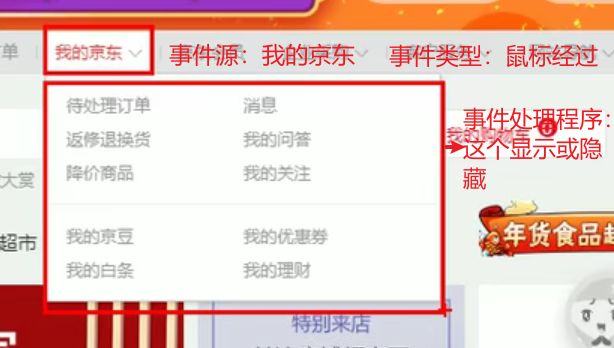 单
我的京东
事件源：我的京东
事件类型：鼠标经过
待处理订单
消息
返修退换货
我的问答
降价商品
我的关注
我的京豆
我的优惠券
我的白条
我的理财
事件处理程序：
这个显示或隐
藏
我的购物车
0
大赏
超市
年货食品超
特别来店